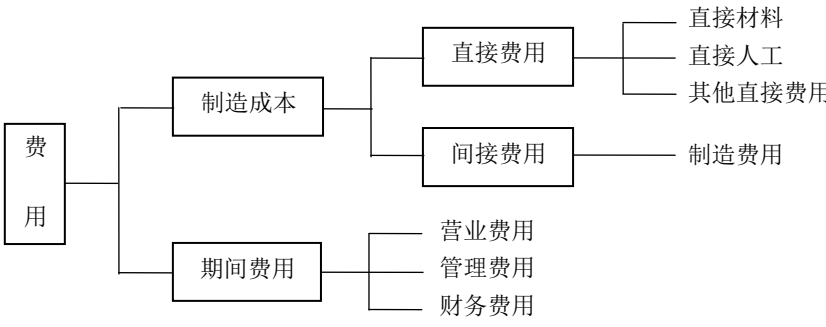 直接材料
直接费用
直接人工
制造成本
其他直接费用
费用
间接费用
制造费用
营业费用
期间费用
管理费用
财务费用